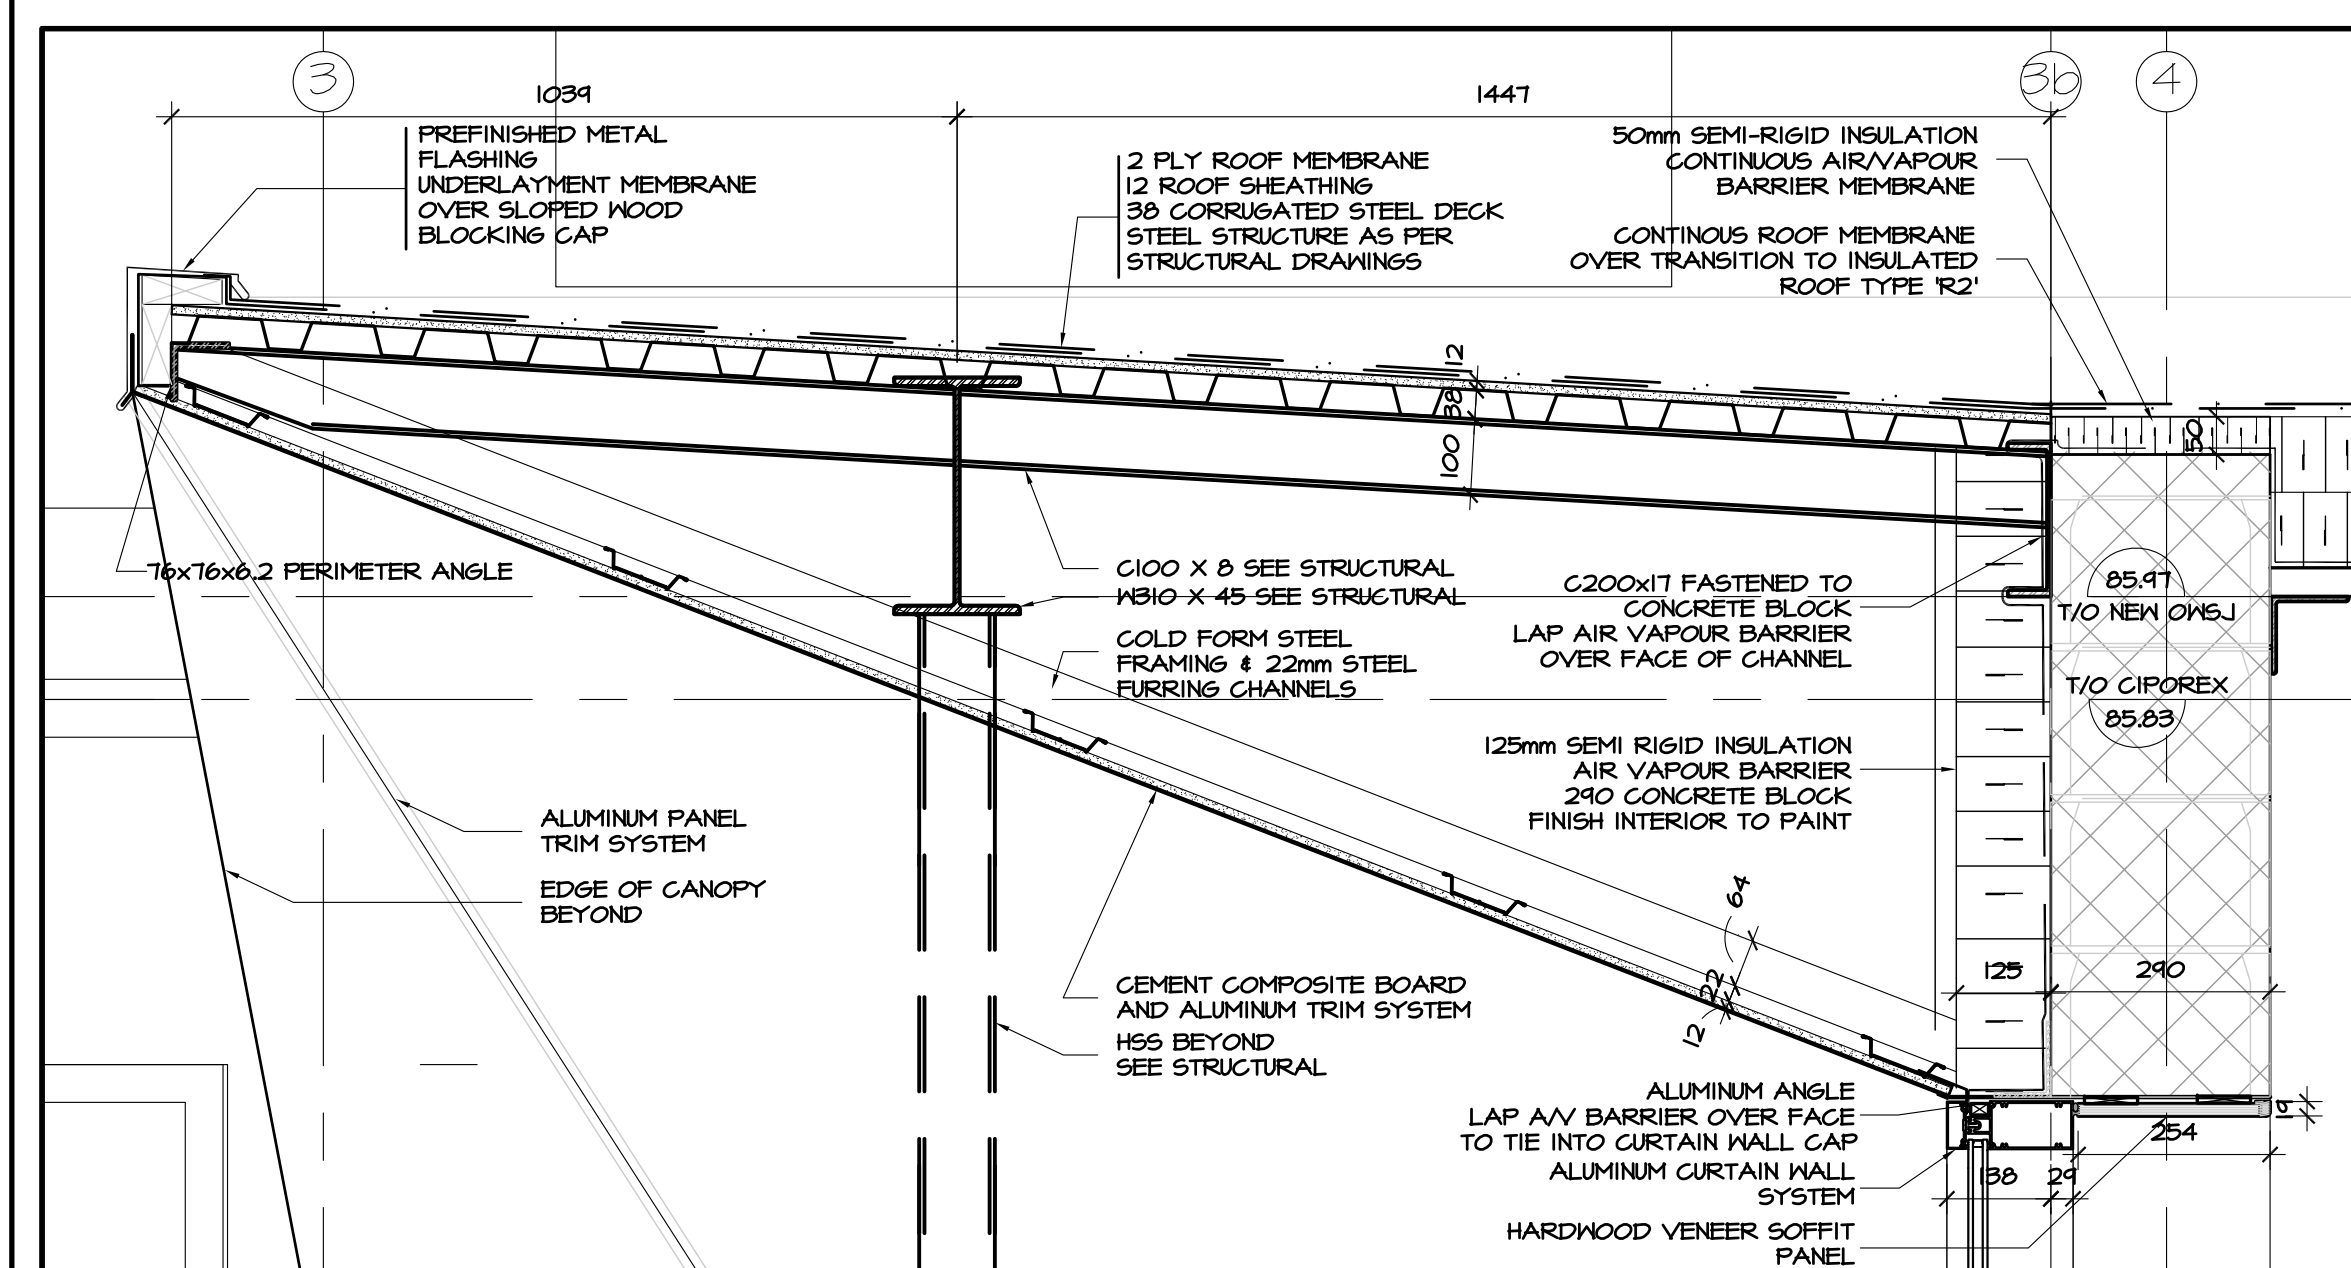 3
3b
4
1039
1447
PREFINISHED METAL
FLASHING
UNDERLAYMENT MEMBRANE
OVER SLOPED WOOD
BLOCKING CAP
2 PLY ROOF MEMBRANE
12 ROOF SHEATHING
38 CORRUGATED STEEL DECK
STEEL STRUCTURE AS PER
STRUCTURAL DRAWINGS
50mm SEMI-RIGID INSULATION
CONTINUOUS AIR/VAPOUR
BARRIER MEMBRANE
CONTINOUS ROOF MEMBRANE
OVER TRANSITION TO INSULATED
ROOF TYPE 'R2'
12
38
100
50
76x76x6.2 PERIMETER ANGLE
C100 X 8 SEE STRUCTURAL
W310 X 45 SEE STRUCTURAL
COLD FORM STEEL
FRAMING & 22mm STEEL
FURRING CHANNELS
C200x17 FASTENED TO
CONCRETE BLOCK
LAP AIR VAPOUR BARRIER
OVER FACE OF CHANNEL
85.97
T/O NEW OWSJ
T/O CIPOREX
85.83
125mm SEMI RIGID INSULATION
AIR VAPOUR BARRIER
290 CONCRETE BLOCK
FINISH INTERIOR TO PAINT
ALUMINUM PANEL
TRIM SYSTEM
EDGE OF CANOPY
BEYOND
64
22
12
125
290
CEMENT COMPOSITE BOARD
AND ALUMINUM TRIM SYSTEM
HSS BEYOND
SEE STRUCTURAL
ALUMINUM ANGLE
LAP A/V BARRIER OVER FACE
TO TIE INTO CURTAIN WALL CAP
ALUMINUM CURTAIN WALL
SYSTEM
HARDWOOD VENEER SOFFIT
PANEL
19
254
138
29